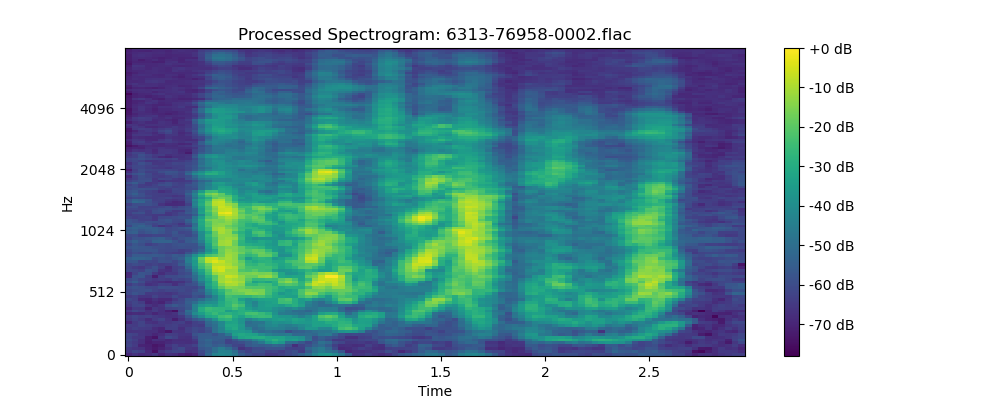 Processed Spectrogram: 6313-76958-0002.flac
+0 dB
-10 dB
-20 dB
-30 dB
-40 dB
-50 dB
-60 dB
-70 dB
4096
2048
1024
512
0
Hz
0
0.5
1
1.5
2
2.5
Time